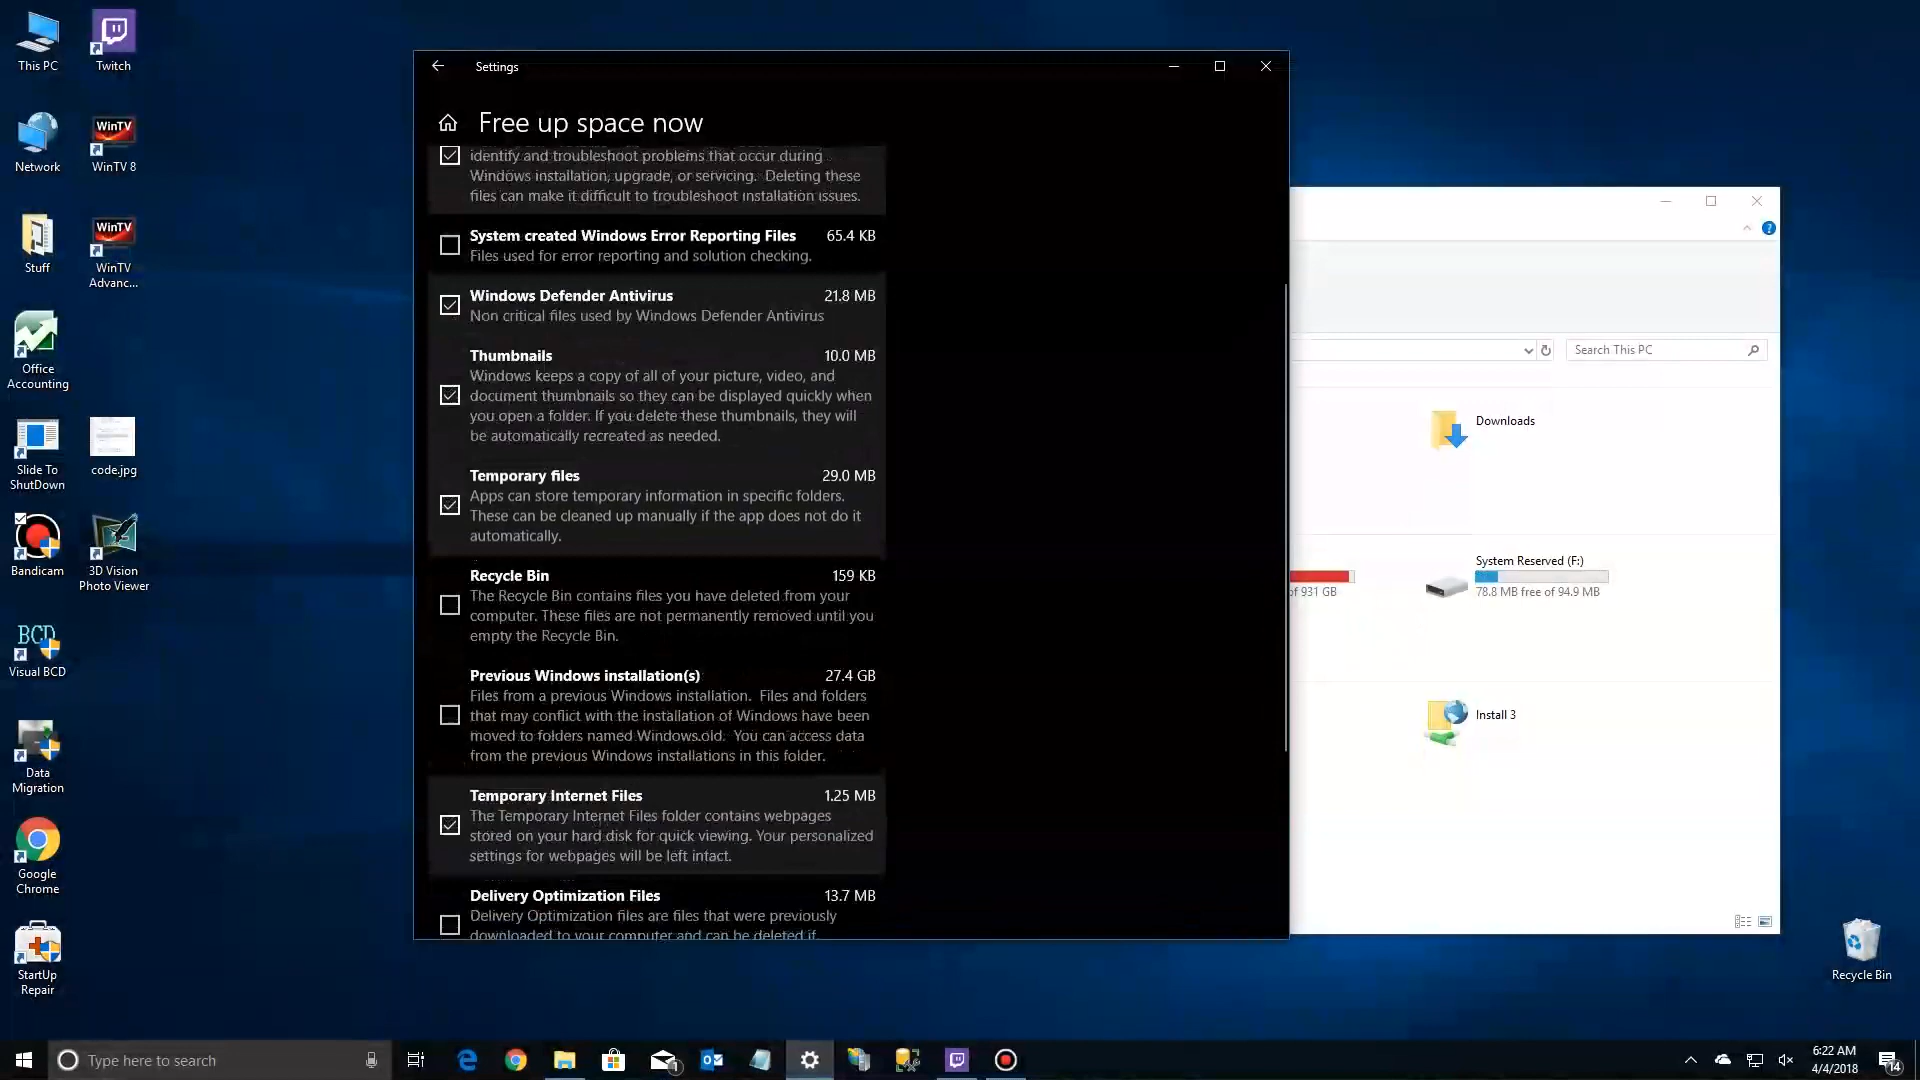 This PC
Twitch
Network
WinTV
WinTV 8
Stuff
WinTV
WinTV
Advanc...
Office
Accounting
Slide To
ShutDown
code.jpg
Bandicam
3D Vision
Photo Viewer
BCD
Visual BCD
Data
Migration
Google
Chrome
StartUp
Repair
Settings
Free up space now
identify and troubleshoot problems that occur during
Windows installation, upgrade, or servicing. Deleting these
files can make it difficult to troubleshoot installation issues.
System created Windows Error Reporting Files 65.4 KB
Files used for error reporting and solution checking.
Windows Defender Antivirus 21.8 MB
Non critical files used by Windows Defender Antivirus
Thumbnails 10.0 MB
Windows keeps a copy of all of your picture, video, and
document thumbnails so they can be displayed quickly when
you open a folder. If you delete these thumbnails, they will
be automatically recreated as needed.
Temporary files 29.0 MB
Apps can store temporary information in specific folders.
These can be cleaned up manually if the app does not do it
automatically.
Recycle Bin 159 KB
The Recycle Bin contains files you have deleted from your
computer. These files are not permanently removed until you
empty the Recycle Bin.
Previous Windows installation(s) 27.4 GB
Files from a previous Windows installation. Files and folders
that may conflict with the installation of Windows have been
moved to folders named Windows.old. You can access data
from the previous Windows installations in this folder.
Temporary Internet Files 1.25 MB
The Temporary Internet Files folder contains webpages
stored on your hard disk for quick viewing. Your personalized
settings for webpages will be left intact.
Delivery Optimization Files 13.7 MB
Delivery Optimization files are files that were previously
downloaded to your computer and can be deleted if
?
Search This PC
Downloads
System Reserved (F:)
of 931 GB
78.8 MB free of 94.9 MB
Install 3
Recycle Bin
Type here to search
1
6:22 AM
4/4/2018
14